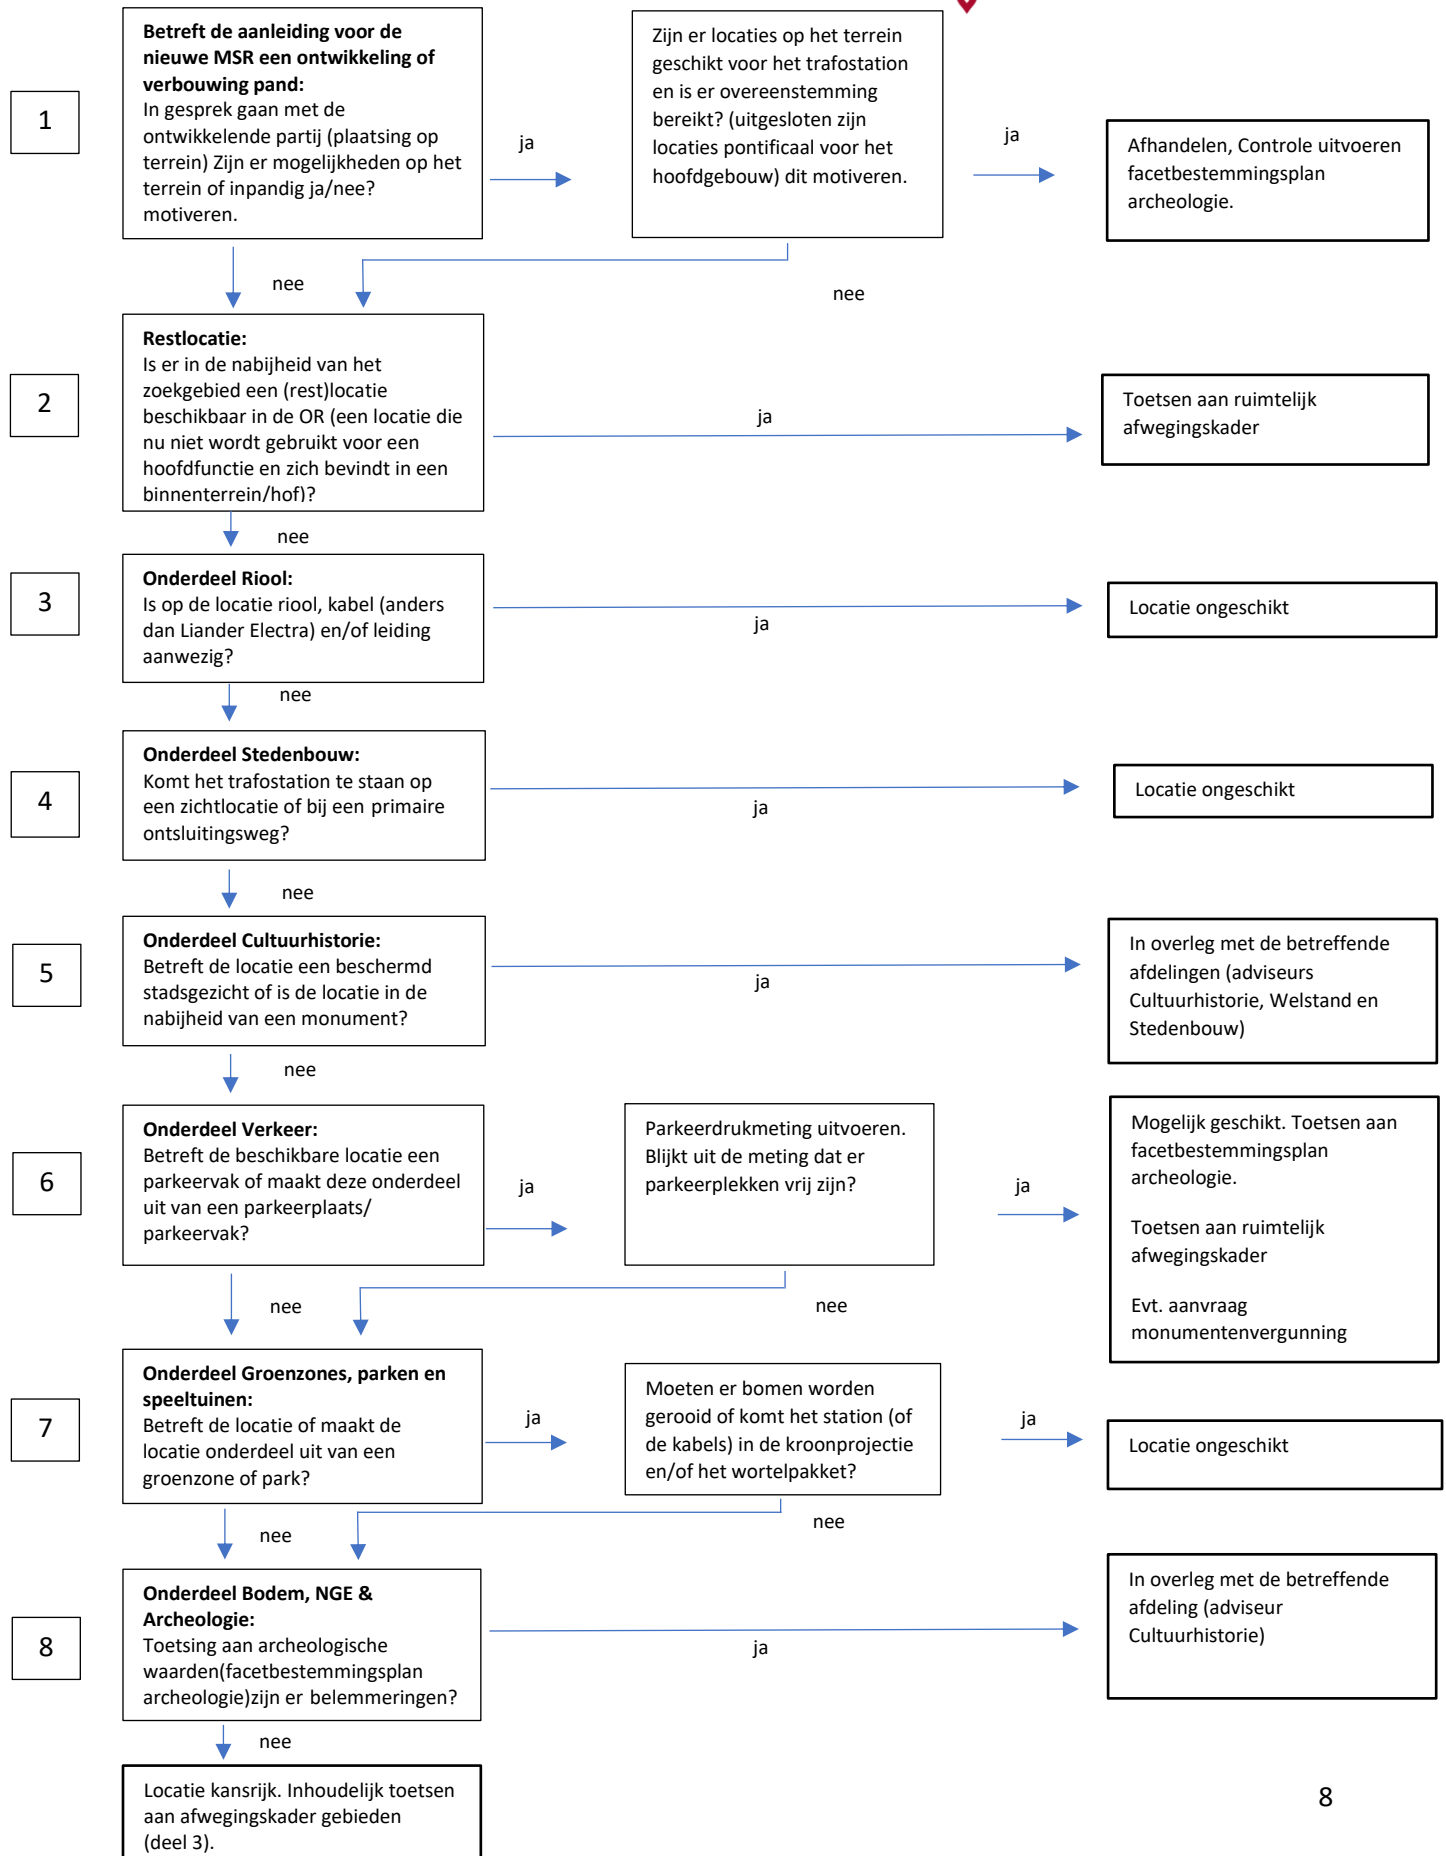 1
Betreft de aanleiding voor de
nieuwe MSR een ontwikkeling of
verbouwing pand:
In gesprek gaan met de
ontwikkelende partij (plaatsing op
terrein) Zijn er mogelijkheden op het
terrein of inpandig ja/nee?
motiveren.
ja
Zijn er locaties op het terrein
geschikt voor het trafostation
en is er overeenstemming
bereikt? (uitgesloten zijn
locaties pontificaal voor het
hoofdgebouw) dit motiveren.
ja
Afhandelen, Controle uitvoeren
facetbestemmingsplan
archeologie.
nee
nee
2
Restlocatie:
Is er in de nabijheid van het
zoekgebied een (rest)locatie
beschikbaar in de OR (een locatie die
nu niet wordt gebruikt voor een
hoofdfunctie en zich bevindt in een
binnenterrein/hof)?
ja
Toetsen aan ruimtelijk
afwegingskader
nee
3
Onderdeel Riool:
Is op de locatie riool, kabel (anders
dan Liander Electra) en/of leiding
aanwezig?
ja
Locatie ongeschikt
nee
4
Onderdeel Stedenbouw:
Komt het trafostation te staan op
een zichtlocatie of bij een primaire
ontsluitingsweg?
ja
Locatie ongeschikt
nee
5
Onderdeel Cultuurhistorie:
Betreft de locatie een beschermd
stadsgezicht of is de locatie in de
nabijheid van een monument?
ja
In overleg met de betreffende
afdelingen (adviseurs
Cultuurhistorie, Welstand en
Stedenbouw)
nee
6
Onderdeel Verkeer:
Betreft de beschikbare locatie een
parkeervak of maakt deze onderdeel
uit van een parkeerplaats/
parkeervak?
ja
Parkeerdrukmeting uitvoeren.
Blijkt uit de meting dat er
parkeerplekken vrij zijn?
ja
Mogelijk geschikt. Toetsen aan
facetbestemmingsplan
archeologie.
Toetsen aan ruimtelijk
afwegingskader
Evt. aanvraag
monumentenvergunning
nee
nee
7
Onderdeel Groenzones, parken en
speeltuinen:
Betreft de locatie of maakt de
locatie onderdeel uit van een
groenzone of park?
ja
Moeten er bomen worden
gerooid of komt het station (of
de kabels) in de kroonprojectie
en/of het wortelpakket?
ja
Locatie ongeschikt
nee
nee
8
Onderdeel Bodem, NGE &
Archeologie:
Toetsing aan archeologische
waarden(facetbestemmingsplan
archeologie)zijn er belemmeringen?
ja
In overleg met de betreffende
afdeling (adviseur
Cultuurhistorie)
nee
Locatie kansrijk. Inhoudelijk toetsen
aan afwegingskader gebieden
(deel 3).
8